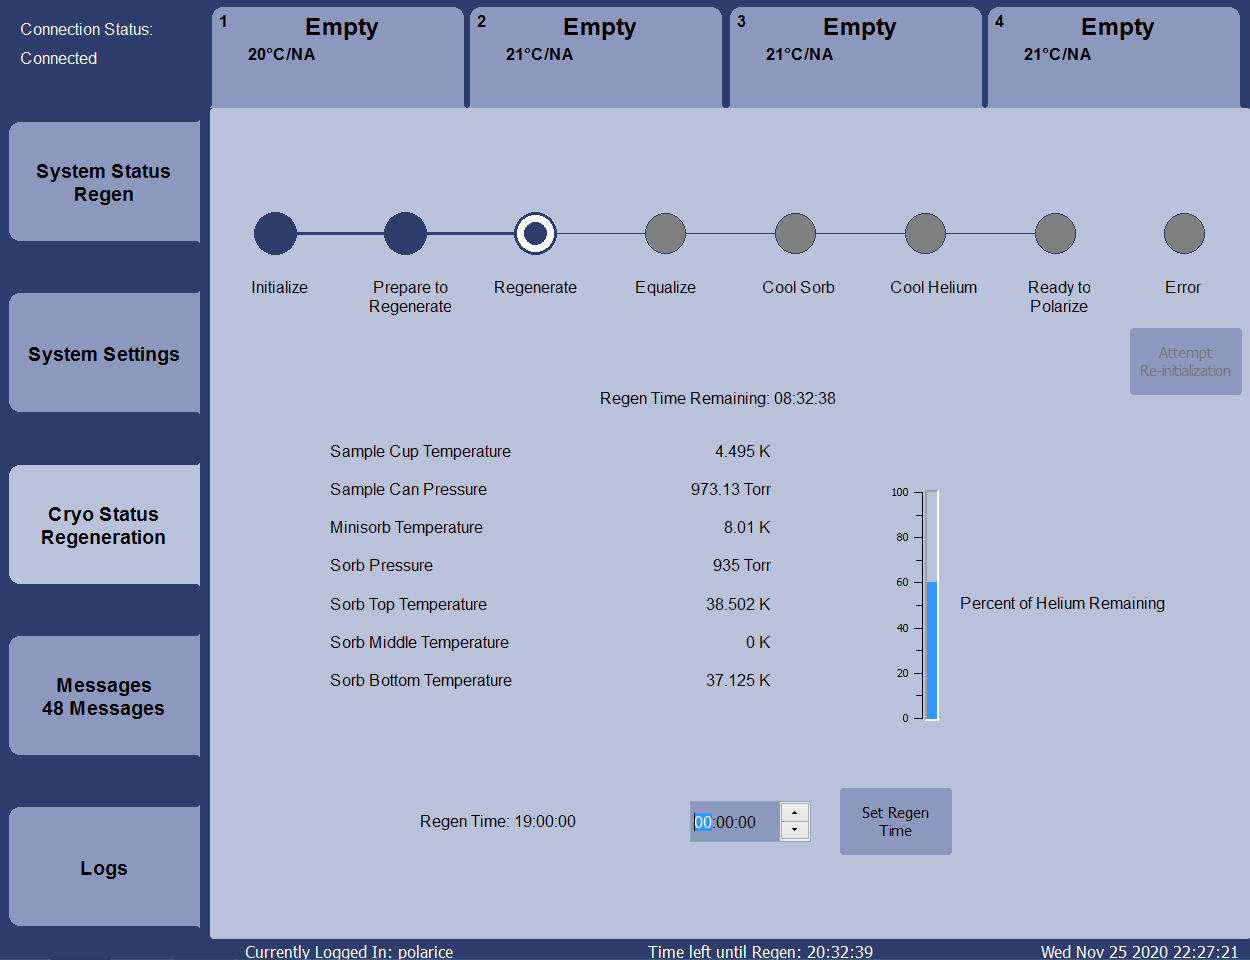 Connection Status:
Connected
1
Empty
20°C/NA
2
Empty
21°C/NA
3
Empty
21°C/NA
4
Empty
21°C/NA
System Status
Regen
System Settings
Cryo Status
Regeneration
Messages
48 Messages
Logs
Initialize
Prepare to
Regenerate
Regenerate
Equalize
Cool Sorb
Cool Helium
Ready to
Polarize
Error
Attempt
Re-initialization
Regen Time Remaining: 08:32:38
Sample Cup Temperature 4.495 K
Sample Can Pressure 973.13 Torr
Minisorb Temperature 8.01 K
Sorb Pressure 935 Torr
Sorb Top Temperature 38.502 K
Sorb Middle Temperature 0 K
Sorb Bottom Temperature 37.125 K
100
80
60
40
20
0
Percent of Helium Remaining
Regen Time: 19:00:00
00:00:00
Set Regen
Time
Currently Logged In: polarice
Time left until Regen: 20:32:39
Wed Nov 25 2020 22:27:21